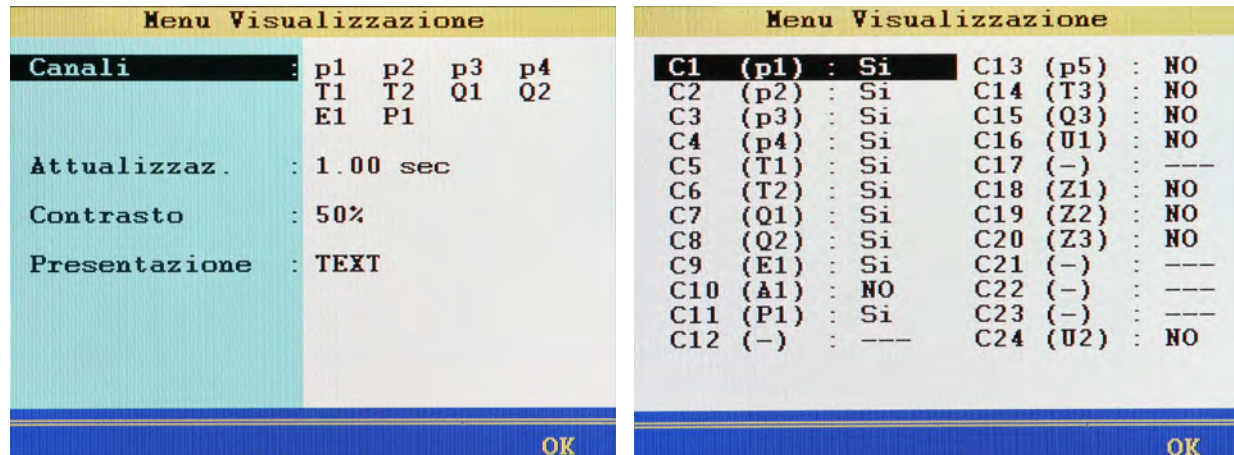 Menu Visualizzazione
Canali : p1 p2 p3 p4
T1 T2 Q1 Q2
E1 P1
Attualizzaz. : 1.00 sec
Contrasto : 50%
Presentazione : TEXT
OK
Menu Visualizzazione
C1 (p1) : Si C13 (p5) : NO
C2 (p2) : Si C14 (T3) : NO
C3 (p3) : Si C15 (Q3) : NO
C4 (p4) : Si C16 (U1) : NO
C5 (T1) : Si C17 (-) : ---
C6 (T2) : Si C18 (Z1) : NO
C7 (Q1) : Si C19 (Z2) : NO
C8 (Q2) : Si C20 (Z3) : NO
C9 (E1) : Si C21 (-) : ---
C10 (A1) : NO C22 (-) : ---
C11 (P1) : Si C23 (-) : ---
C12 (-) : --- C24 (U2) : NO
OK